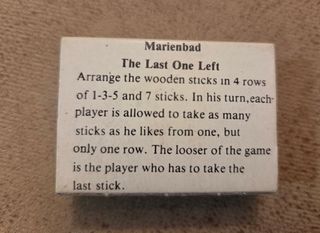 Marienbad
The Last One Left
Arrange the wooden sticks in 4 rows
of 1-3-5 and 7 sticks. In his turn,each-
player is allowed to take as many
sticks as he likes from one, but
only one row. The looser of the game
is the player who has to take the
last stick.